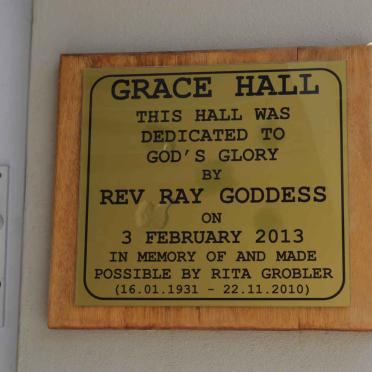 GRACE HALL
THIS HALL WAS
DEDICATED TO
GOD'S GLORY
BY
REV RAY GODDESS
ON
3 FEBRUARY 2013
IN MEMORY OF AND MADE
POSSIBLE BY RITA GROBLER
(16.01.1931 - 22.11.2010)